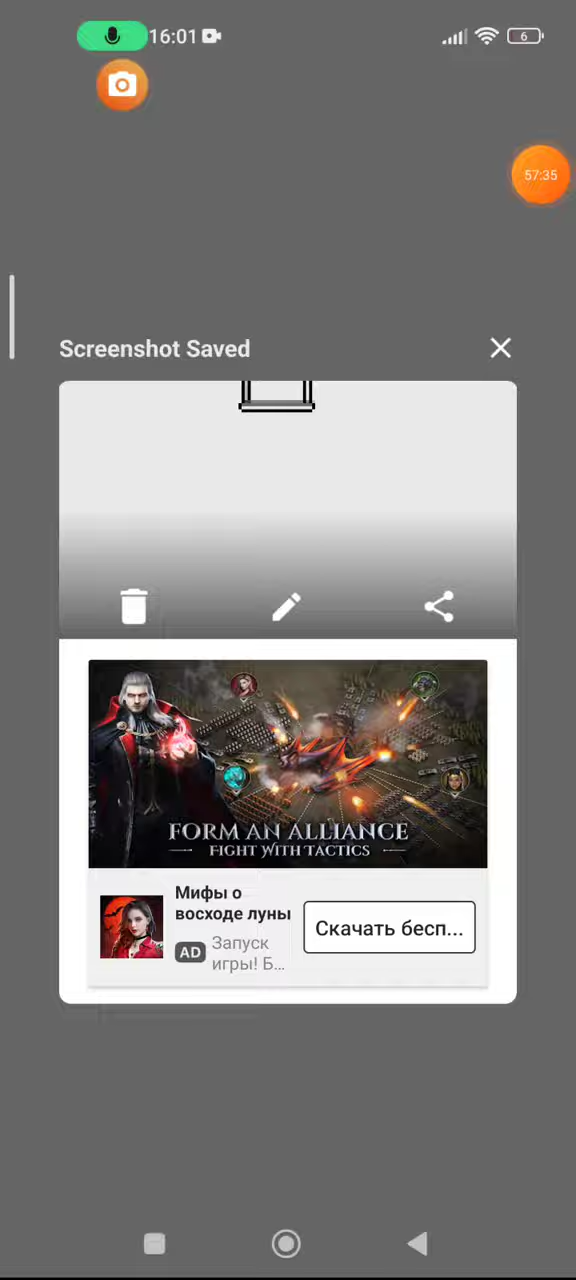 16:01
6
57:35
Screenshot Saved
FORM AN ALLIANCE
FIGHT WITH TACTICS
Мифы о
восходе луны
AD
Запуск
игры! Б...
Скачать бесп...